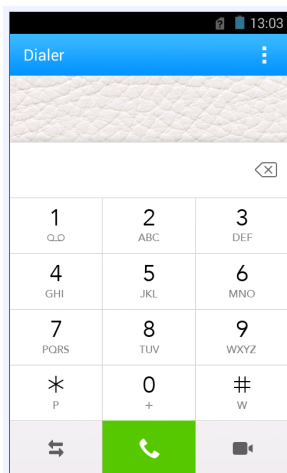 13:03
Dialer
1 2 3
ABC DEF
4 5 6
GHI JKL MNO
7 8 9
PQRS TUV WXYZ
* 0 #
P + W